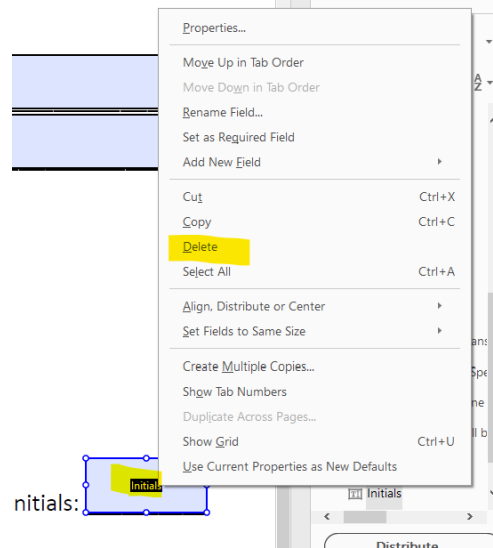 Properties...
Move Up in Tab Order
Move Down in Tab Order
Rename Field...
Set as Required Field
Add New Field
Cut Ctrl+X
Copy Ctrl+C
Delete
Select All Ctrl+A
Align, Distribute or Center
Set Fields to Same Size
Create Multiple Copies...
Show Tab Numbers
Duplicate Across Pages...
Show Grid Ctrl+U
Use Current Properties as New Defaults
nitials: Initials
Initials
Distribute